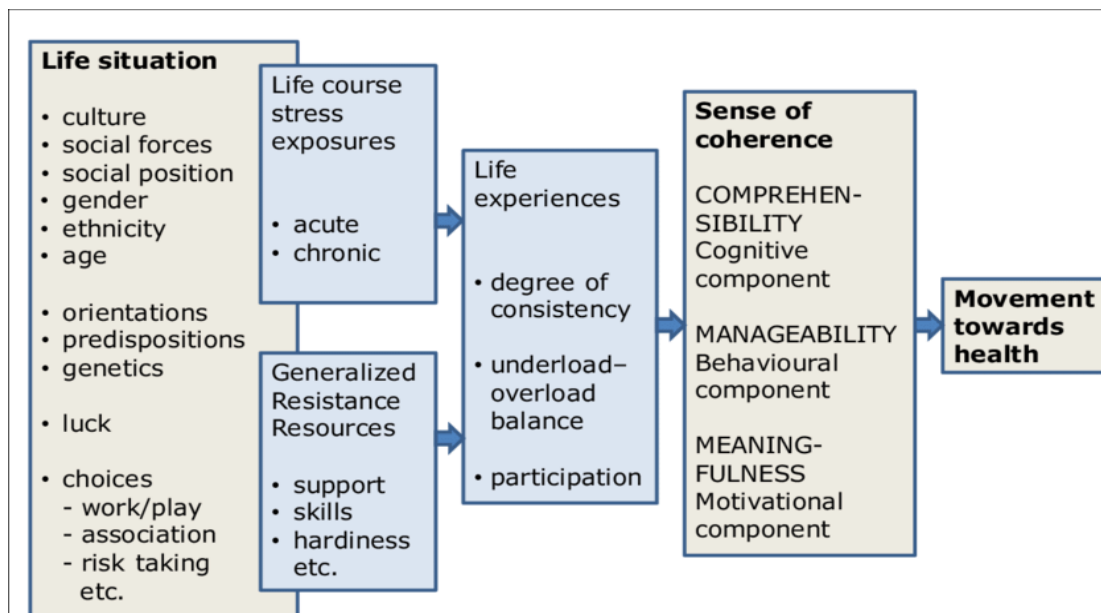 Life situation
• culture
• social forces
• social position
• gender
• ethnicity
• age
• orientations
• predispositions
• genetics
• luck
• choices
- work/play
- association
- risk taking
etc.
Life course
stress
exposures
• acute
• chronic
Generalized
Resistance
Resources
• support
• skills
• hardiness
etc.
Life
experiences
• degree of
consistency
• underload–
overload
balance
• participation
Sense of
coherence
COMPREHEN-
SIBILITY
Cognitive
component
MANAGEABILITY
Behavioural
component
MEANING-
FULNESS
Motivational
component
Movement
towards
health